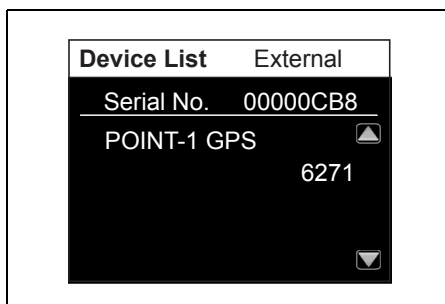 Device List External
Serial No. 00000CB8
POINT-1 GPS
6271